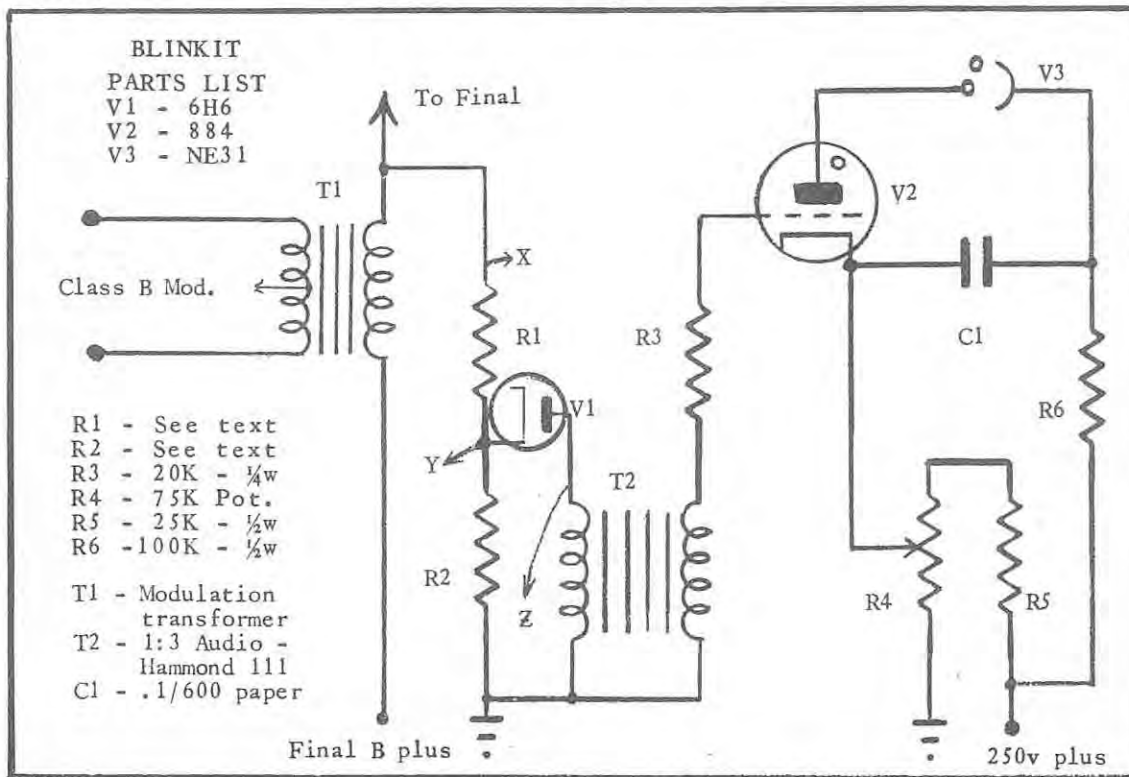 BLINKIT
PARTS LIST
V1 - 6H6
V2 - 884
V3 - NE31
To Final
T1
Class B Mod.
X
R1
V1
Y
R2
Z
T2
R3
V2
V3
C1
R6
R4
R5
R1 - See text
R2 - See text
R3 - 20K - ¼w
R4 - 75K Pot.
R5 - 25K - ½w
R6 -100K - ½w
T1 - Modulation
transformer
T2 - 1:3 Audio -
Hammond 111
C1 - .1/600 paper
Final B plus
250v plus